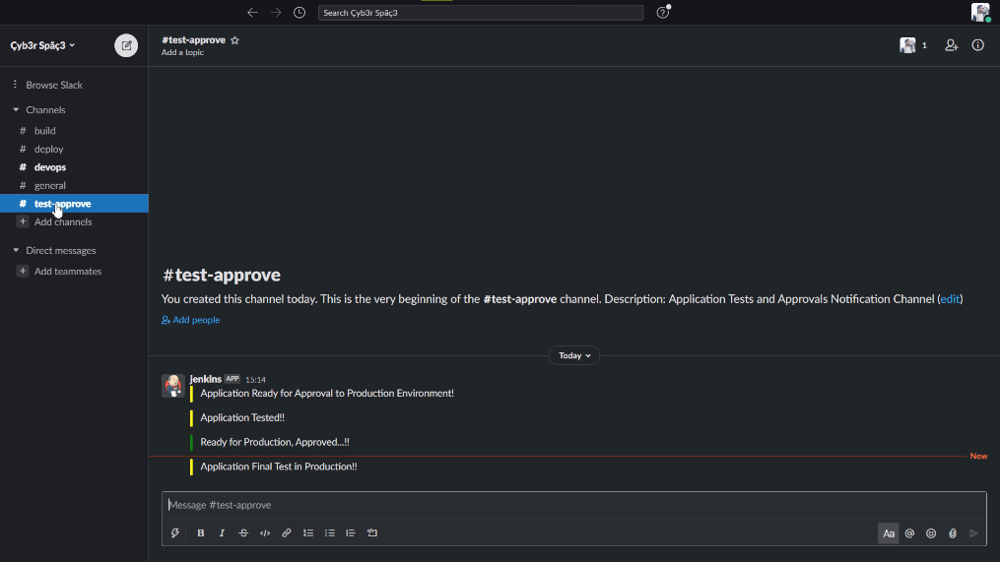 Search Çyb3r Spâç3
Çyb3r Spâç3
#test-approve
Add a topic
1
Browse Slack
Channels
# build
# deploy
# devops
# general
# test-approve
+ Add channels
Direct messages
+ Add teammates
#test-approve
You created this channel today. This is the very beginning of the #test-approve channel. Description: Application Tests and Approvals Notification Channel (edit)
Add people
Today
jenkins APP 15:14
Application Ready for Approval to Production Environment!
Application Tested!!
Ready for Production, Approved...!!
New
Application Final Test in Production!!
Message #test-approve
B I S </>
Aa @